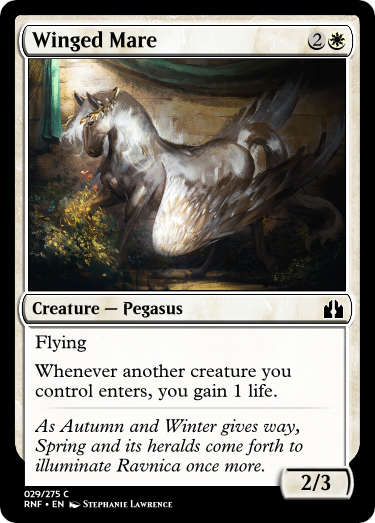 Winged Mare 2
Creature — Pegasus
Flying
Whenever another creature you
control enters, you gain 1 life.
As Autumn and Winter gives way,
Spring and its heralds come forth to
illuminate Ravnica once more.
2/3
029/275 C
RNF • EN Stephanie Lawrence